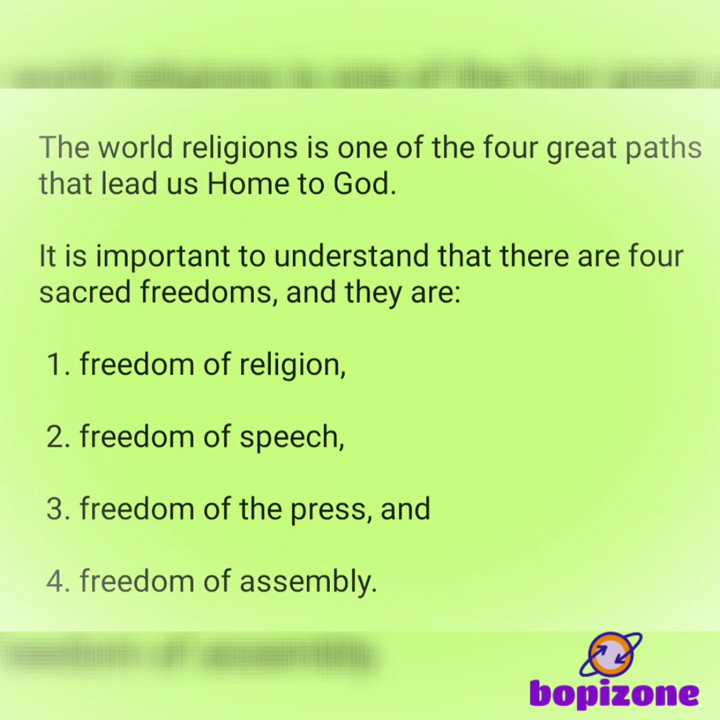 The world religions is one of the four great paths
that lead us Home to God.
It is important to understand that there are four
sacred freedoms, and they are:
1. freedom of religion,
2. freedom of speech,
3. freedom of the press, and
4. freedom of assembly.
bopizone